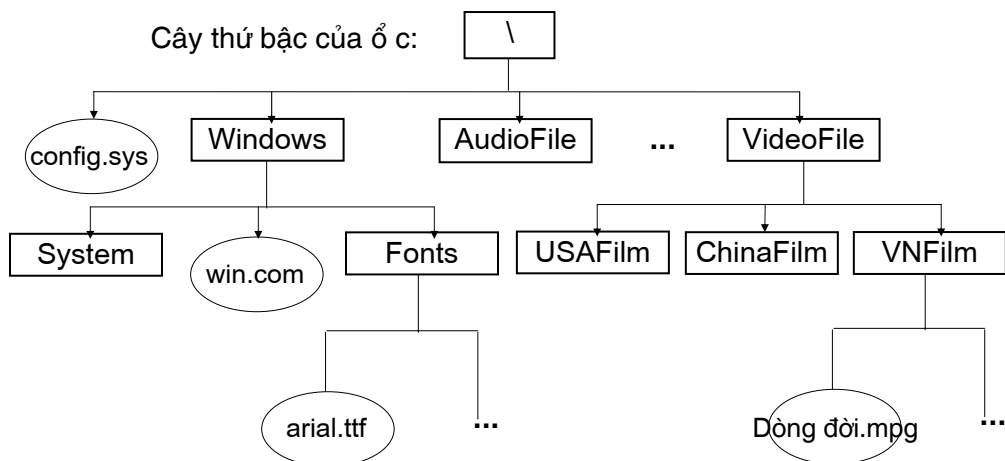 Cây thứ bậc của ổ c:
\
config.sys
Windows
AudioFile
...
VideoFile
System
win.com
Fonts
USAFilm
ChinaFilm
VNFilm
arial.ttf
...
Dòng đời.mpg
...